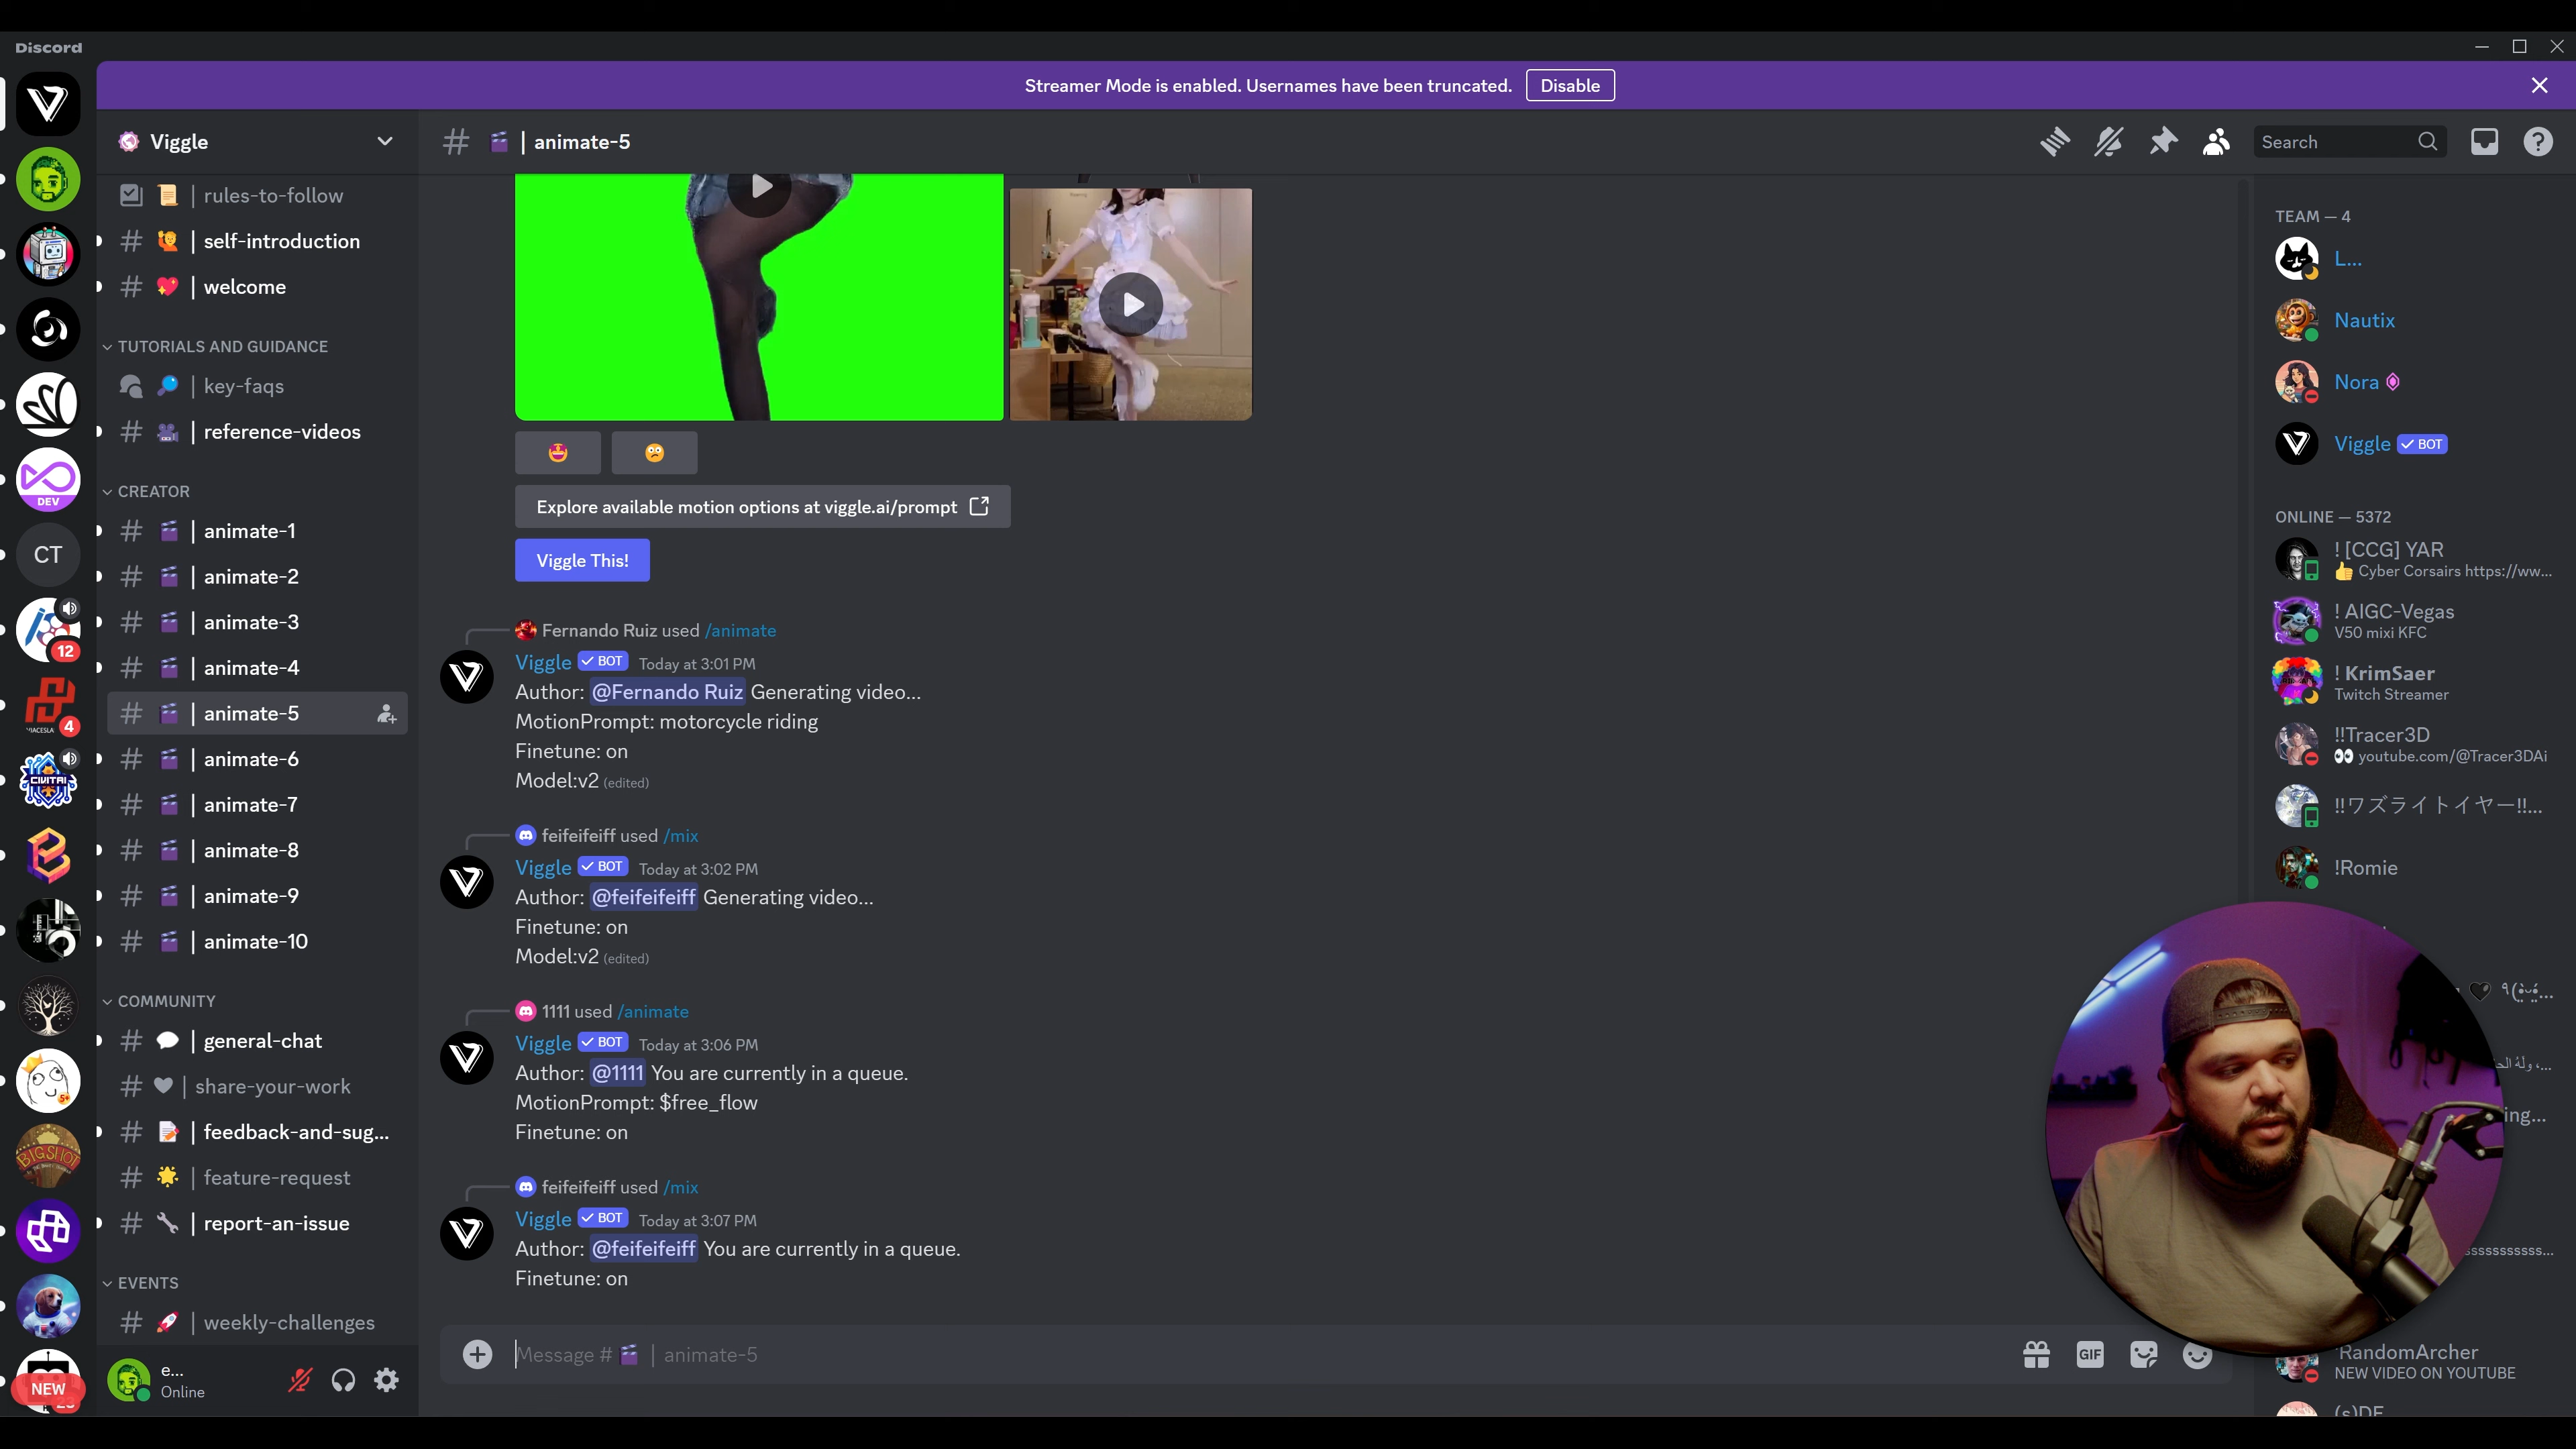 Discord
Streamer Mode is enabled. Usernames have been truncated. Disable
Viggle
| rules-to-follow
| self-introduction
| welcome
TUTORIALS AND GUIDANCE
| key-faqs
| reference-videos
CREATOR
| animate-1
| animate-2
| animate-3
| animate-4
| animate-5
| animate-6
| animate-7
| animate-8
| animate-9
| animate-10
COMMUNITY
| general-chat
| share-your-work
| feedback-and-sug...
| feature-request
| report-an-issue
EVENTS
| weekly-challenges
e...
Online
DEV
CT
12
4
CIVITAI
BIGSHOT
NEW
# | animate-5
Search
Explore available motion options at viggle.ai/prompt
Viggle This!
Fernando Ruiz used /animate
Viggle BOT Today at 3:01 PM
Author: @Fernando Ruiz Generating video...
MotionPrompt: motorcycle riding
Finetune: on
Model:v2 (edited)
feifeifeiff used /mix
Viggle BOT Today at 3:02 PM
Author: @feifeifeiff Generating video...
Finetune: on
Model:v2 (edited)
1111 used /animate
Viggle BOT Today at 3:06 PM
Author: @1111 You are currently in a queue.
MotionPrompt: $free_flow
Finetune: on
feifeifeiff used /mix
Viggle BOT Today at 3:07 PM
Author: @feifeifeiff You are currently in a queue.
Finetune: on
Message # | animate-5
GIF
TEAM — 4
L...
Nautix
Nora
Viggle BOT
ONLINE — 5372
! [CCG] YAR
Cyber Corsairs https://ww...
! AIGC-Vegas
V50 mixi KFC
! KrimSaer
Twitch Streamer
!!Tracer3D
youtube.com/@Tracer3DAi
!!ワズライトイヤー!!...
!Romie
ing...
sssssssssss...
RandomArcher
NEW VIDEO ON YOUTUBE